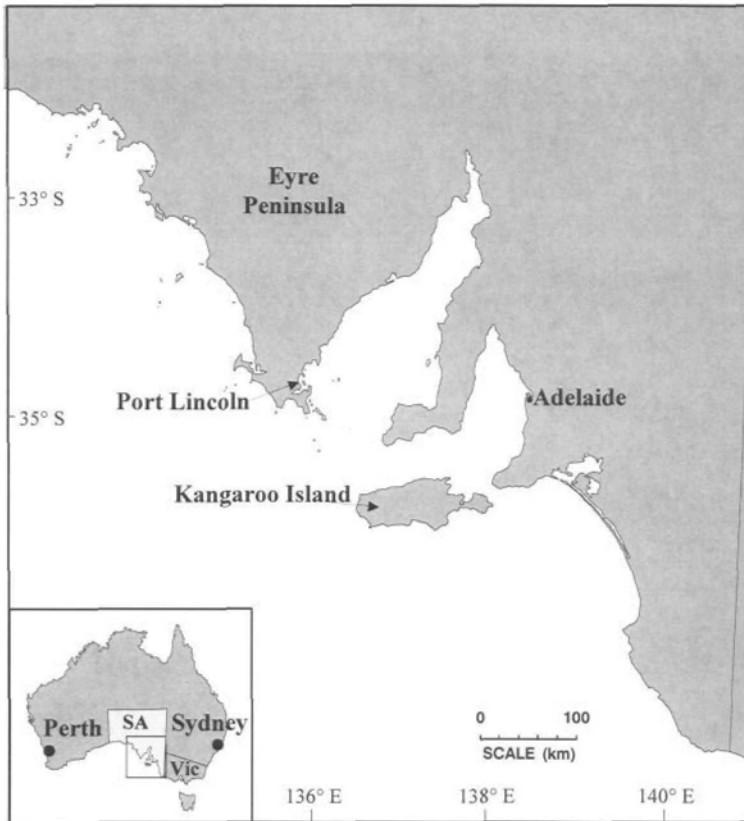 Eyre
Peninsula
33° S
Port Lincoln
Adelaide
35° S
Kangaroo Island
Perth
SA
Sydney
Vic
0 100
SCALE (km)
136° E
138° E
140° E